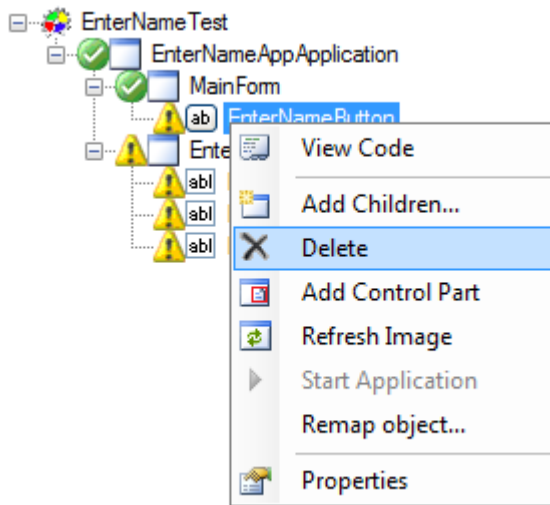 EnterNameTest
EnterNameAppApplication
MainForm
ab EnterNameButton
Ente
abl
abl
abl
View Code
Add Children...
Delete
Add Control Part
Refresh Image
Start Application
Remap object...
Properties